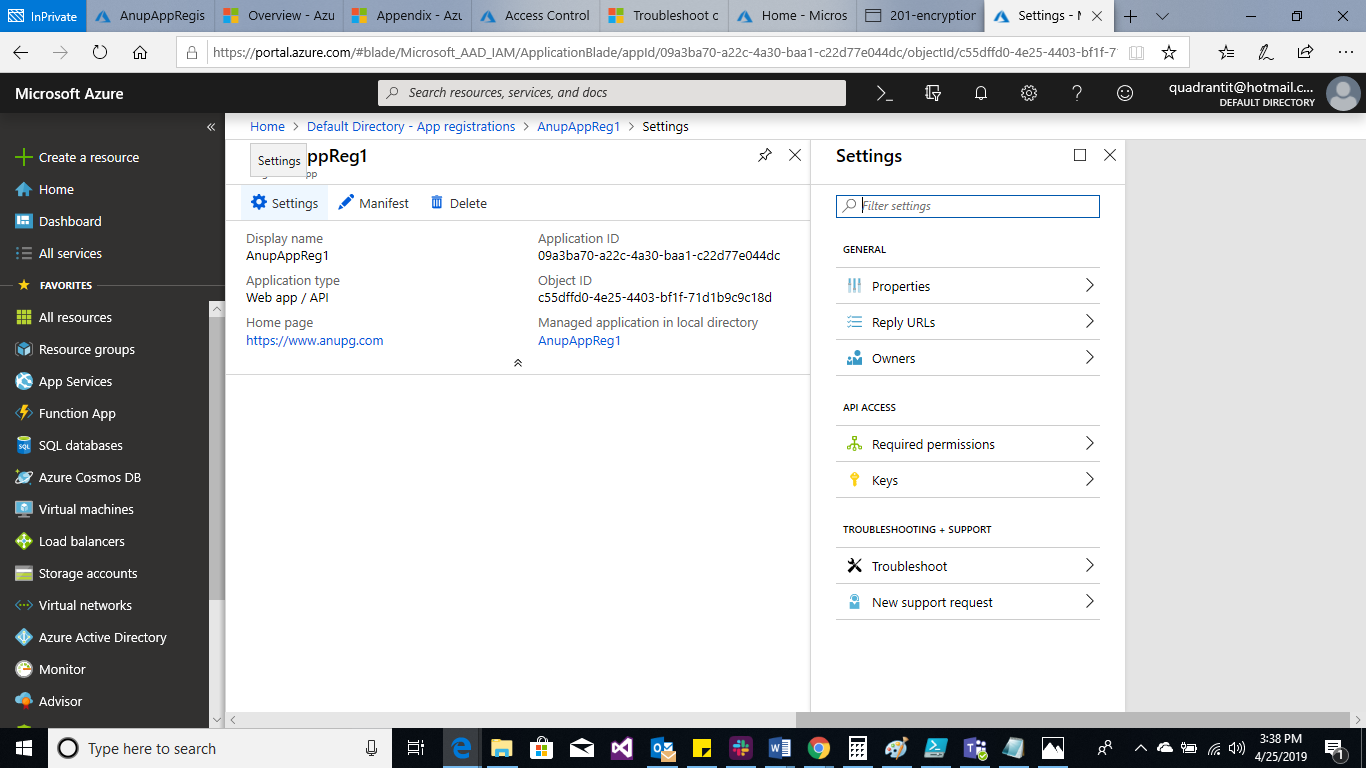 InPrivate
AnupAppRegis
Overview - Azu
Appendix - Azu
Access Control
Troubleshoot c
Home - Micros
201-encryption
Settings - M
https://portal.azure.com/#blade/Microsoft_AAD_IAM/ApplicationBlade/appId/09a3ba70-a22c-4a30-baa1-c22d77e044dc/objectId/c55dffd0-4e25-4403-bf1f-7
Microsoft Azure
Search resources, services, and docs
quadrantit@hotmail.c...
DEFAULT DIRECTORY
Create a resource
Home
Dashboard
All services
FAVORITES
All resources
Resource groups
App Services
Function App
SQL databases
Azure Cosmos DB
Virtual machines
Load balancers
Storage accounts
Virtual networks
Azure Active Directory
Monitor
Advisor
Home > Default Directory - App registrations > AnupAppReg1 > Settings
ppReg1
Settings
pp
Settings
Manifest
Delete
Display name
AnupAppReg1
Application type
Web app / API
Home page
https://www.anupg.com
Application ID
09a3ba70-a22c-4a30-baa1-c22d77e044dc
Object ID
c55dffd0-4e25-4403-bf1f-71d1b9c9c18d
Managed application in local directory
AnupAppReg1
Settings
Filter settings
GENERAL
Properties
Reply URLs
Owners
API ACCESS
Required permissions
Keys
TROUBLESHOOTING + SUPPORT
Troubleshoot
New support request
Type here to search
3:38 PM
4/25/2019
1